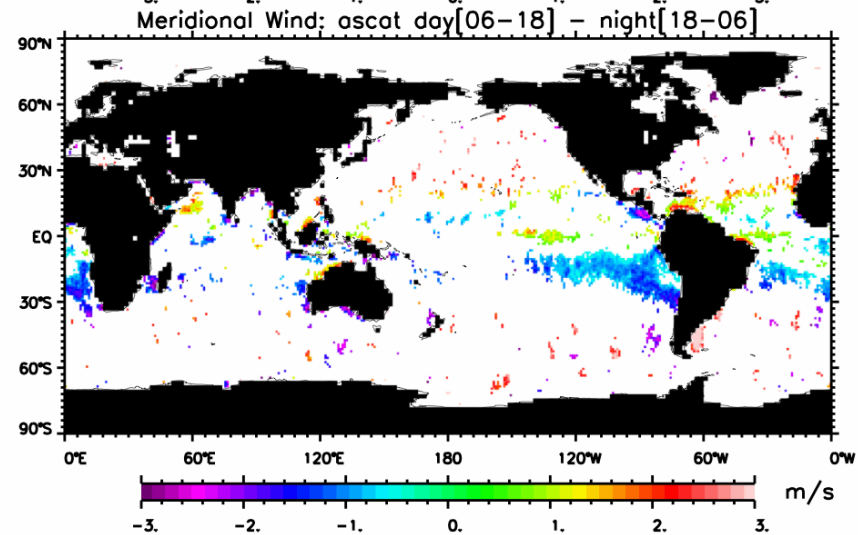 Meridional Wind: ascat day[06-18] - night[18-06]
90°N
60°N
30°N
EQ
30°S
60°S
90°S
0°E 60°E 120°E 180 120°W 60°W 0°W
-3. -2. -1. 0. 1. 2. 3. m/s